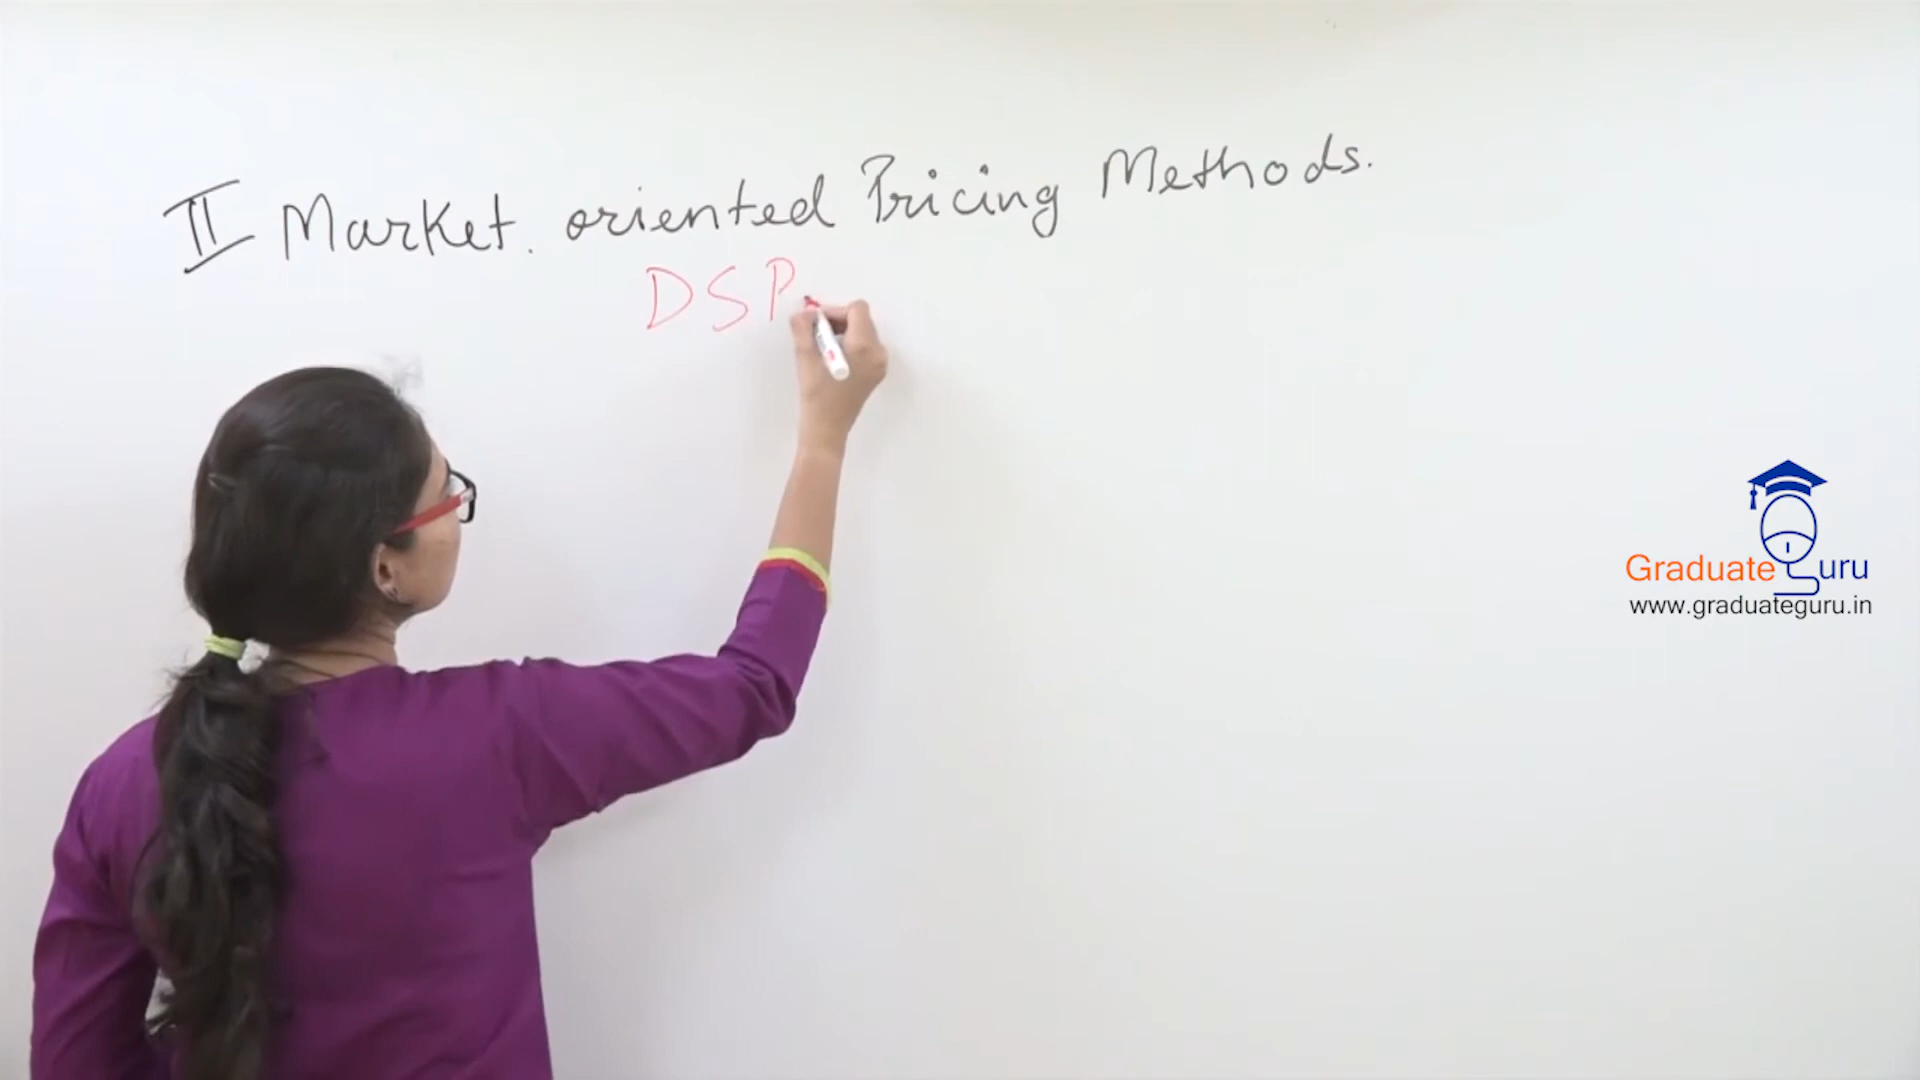 II Market. oriented Pricing Methods.
DSP
Graduate guru
www.graduateguru.in